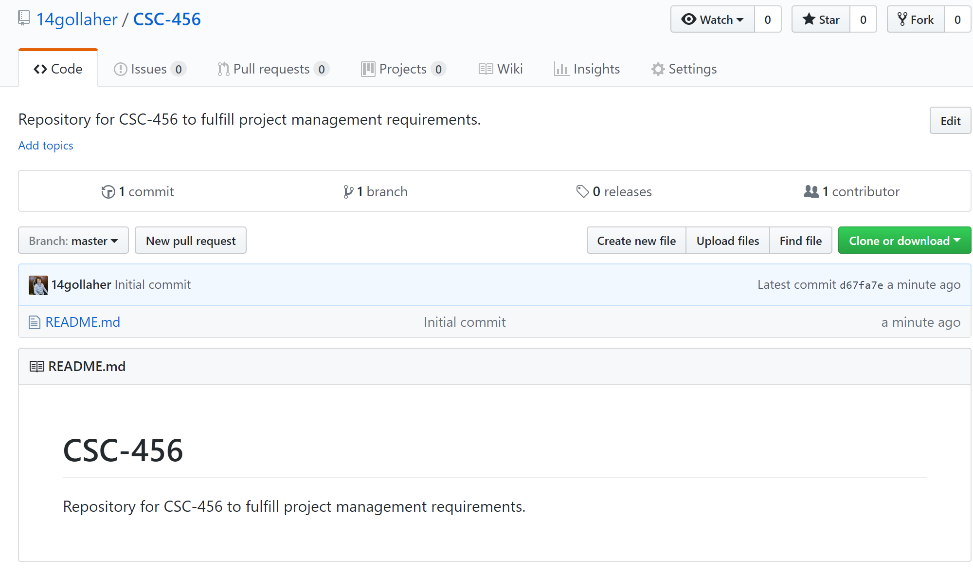 14gollaher / CSC-456 Watch 0 Star 0 Fork 0
Code Issues 0 Pull requests 0 Projects 0 Wiki Insights Settings
Repository for CSC-456 to fulfill project management requirements. Edit
Add topics
1 commit 1 branch 0 releases 1 contributor
Branch: master New pull request Create new file Upload files Find file Clone or download
14gollaher Initial commit Latest commit d67fa7e a minute ago
README.md Initial commit a minute ago
README.md
CSC-456
Repository for CSC-456 to fulfill project management requirements.